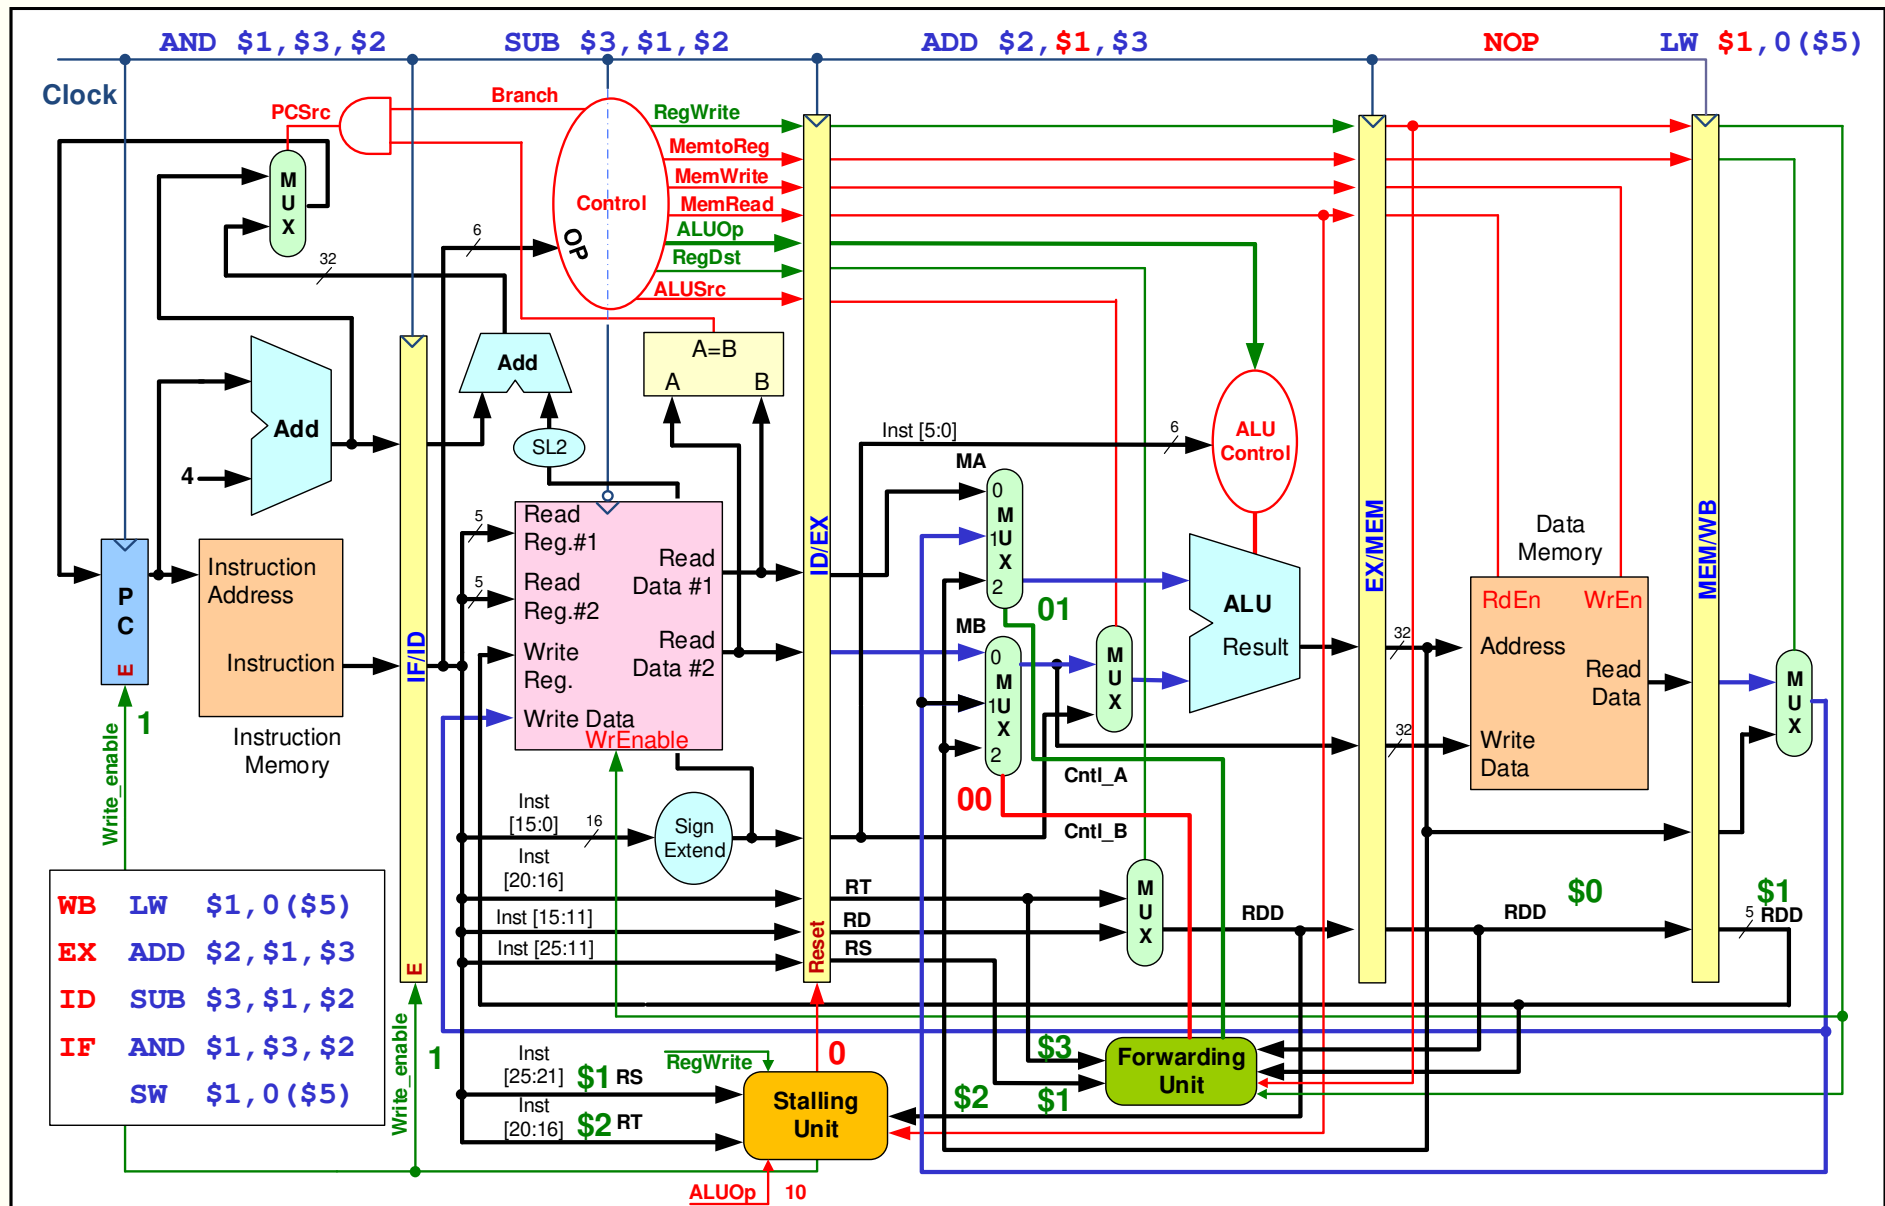 AND $1,$3,$2
SUB $3,$1,$2
ADD $2,$1,$3
NOP
LW $1,0($5)
Clock
PCSrc
Branch
RegWrite
MemtoReg
MemWrite
MemRead
ALUOp
RegDst
ALUSrc
Control
OP
6
32
M
U
X
Add
4
Add
SL2
A=B
A
B
Inst [5:0]
6
ALU
Control
P
C
E
Instruction
Address
Instruction
Instruction
Memory
IF/ID
E
5
Read
Reg.#1
5
Read
Reg.#2
Write
Reg.
Write Data
WrEnable
Read
Data #1
Read
Data #2
ID/EX
Reset
MA
0
M
1U
X
2
01
MB
0
M
1U
X
2
00
M
U
X
ALU
Result
Cntl_A
Cntl_B
EX/MEM
32
32
Data
Memory
RdEn
WrEn
Address
Read
Data
Write
Data
MEM/WB
M
U
X
Write_enable
1
Inst
[15:0]
16
Sign
Extend
Inst
[20:16]
Inst [15:11]
Inst [25:11]
RT
RD
RS
M
U
X
RDD
RDD
$0
$1
5
RDD
WB LW $1,0($5)
EX ADD $2,$1,$3
ID SUB $3,$1,$2
IF AND $1,$3,$2
SW $1,0($5)
Write_enable
1
Inst
[25:21]
$1 RS
Inst
[20:16]
$2 RT
RegWrite
0
Stalling
Unit
ALUOp 10
$2
$3
$1
Forwarding
Unit